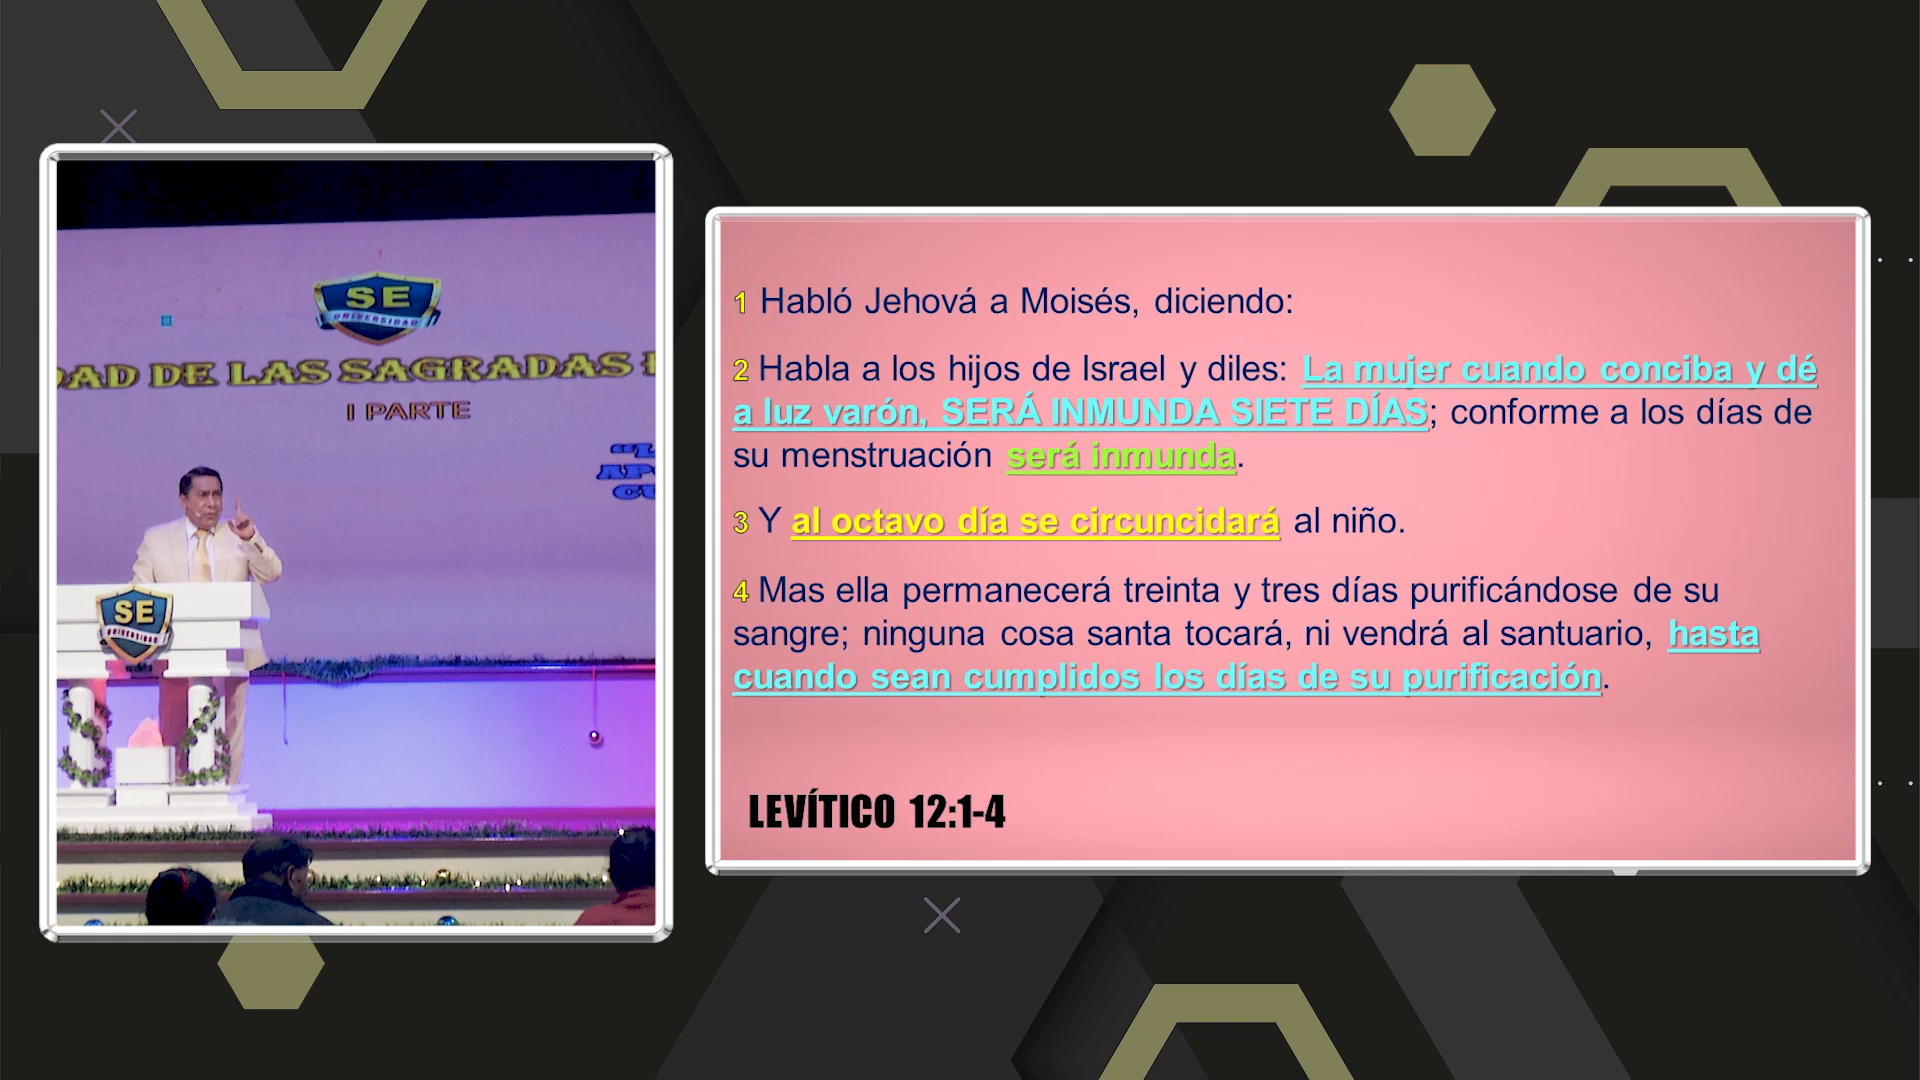 SE
UNIVERSIDAD
DAD DE LAS SAGRADAS
I PARTE
SE
UNIVERSIDAD
1 Habló Jehová a Moisés, diciendo:
2 Habla a los hijos de Israel y diles: La mujer cuando conciba y dé
a luz varón, SERÁ INMUNDA SIETE DÍAS; conforme a los días de
su menstruación será inmunda.
3 Y al octavo día se circuncidará al niño.
4 Mas ella permanecerá treinta y tres días purificándose de su
sangre; ninguna cosa santa tocará, ni vendrá al santuario, hasta
cuando sean cumplidos los días de su purificación.
LEVÍTICO 12:1-4